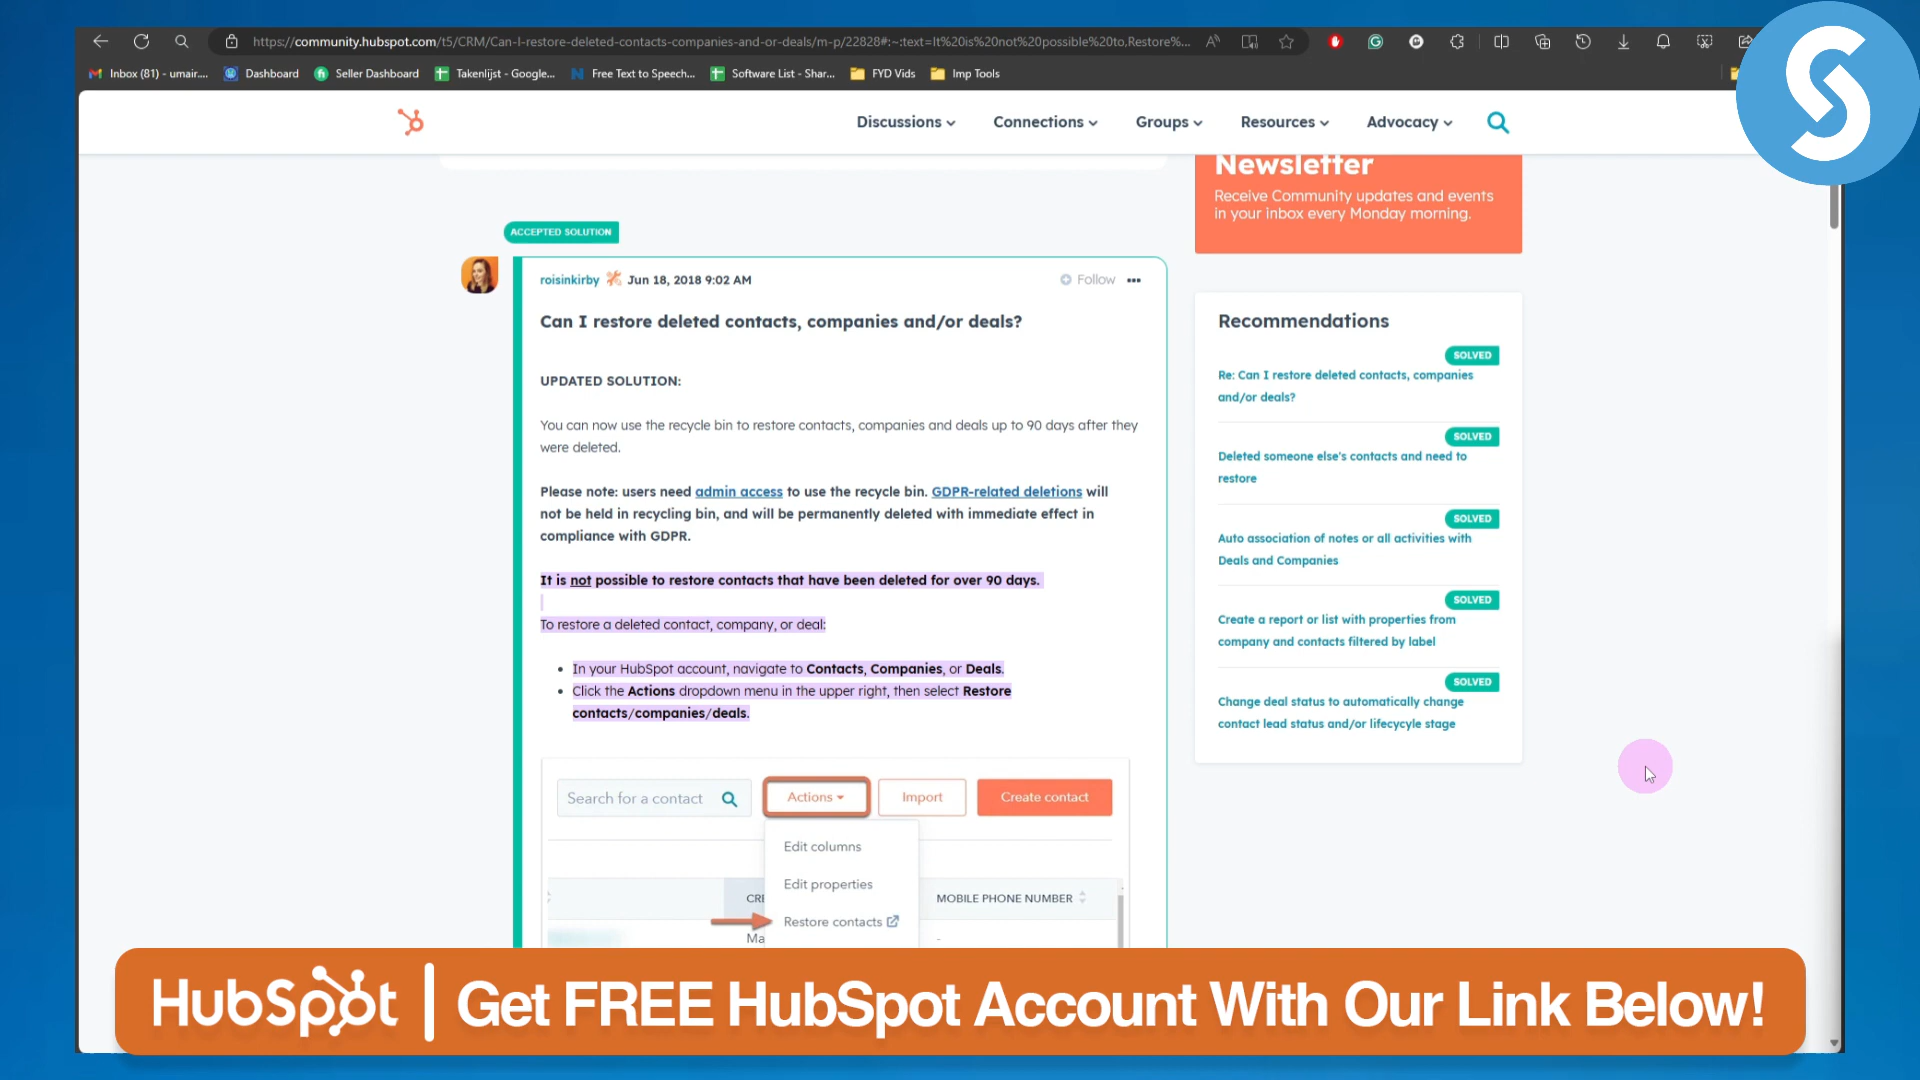 https://community.hubspot.com/t5/CRM/Can-I-restore-deleted-contacts-companies-and-or-deals/m-p/22828#:~:text=It%20is%20not%20possible%20to,Restore%...
Inbox (81) - umair.... Dashboard Seller Dashboard Takenlijst - Google... Free Text to Speech... Software List - Shar... FYD Vids Imp Tools
Discussions Connections Groups Resources Advocacy
Newsletter
Receive Community updates and events
in your inbox every Monday morning.
ACCEPTED SOLUTION
roisinkirby Jun 18, 2018 9:02 AM
Follow
Can I restore deleted contacts, companies and/or deals?
UPDATED SOLUTION:
You can now use the recycle bin to restore contacts, companies and deals up to 90 days after they
were deleted.
Please note: users need admin access to use the recycle bin. GDPR-related deletions will
not be held in recycling bin, and will be permanently deleted with immediate effect in
compliance with GDPR.
It is not possible to restore contacts that have been deleted for over 90 days.
To restore a deleted contact, company, or deal:
• In your HubSpot account, navigate to Contacts, Companies, or Deals.
• Click the Actions dropdown menu in the upper right, then select Restore
contacts/companies/deals.
Search for a contact Actions Import Create contact
Edit columns
Edit properties
CRE
MOBILE PHONE NUMBER
Restore contacts
Ma
-
Recommendations
SOLVED
Re: Can I restore deleted contacts, companies
and/or deals?
SOLVED
Deleted someone else's contacts and need to
restore
SOLVED
Auto association of notes or all activities with
Deals and Companies
SOLVED
Create a report or list with properties from
company and contacts filtered by label
SOLVED
Change deal status to automatically change
contact lead status and/or lifecycyle stage
HubSpot | Get FREE HubSpot Account With Our Link Below!